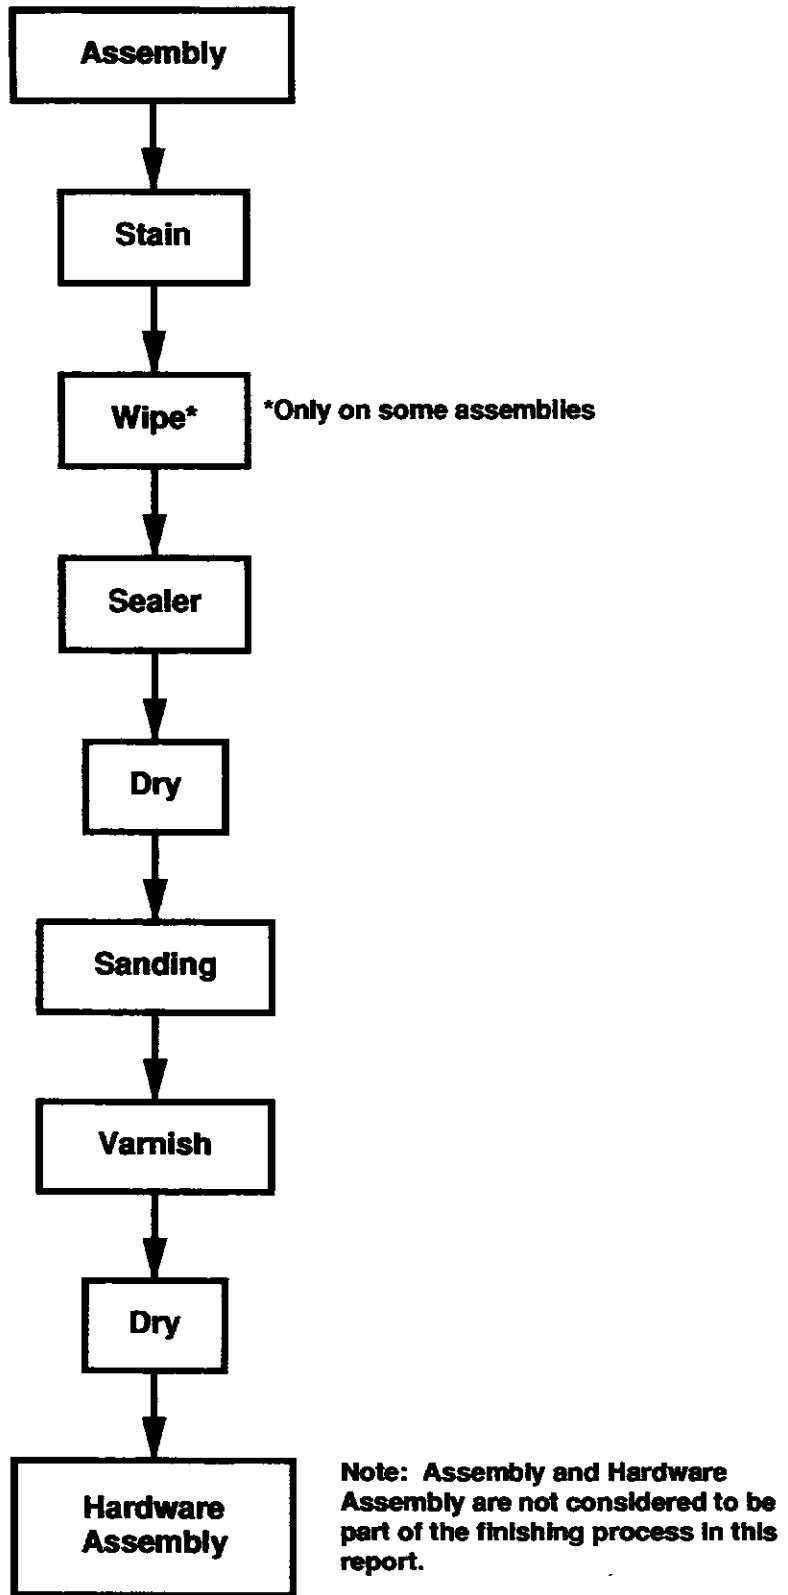 Assembly
Stain
Wipe*
*Only on some assemblies
Sealer
Dry
Sanding
Varnish
Dry
Hardware
Assembly
Note: Assembly and Hardware
Assembly are not considered to be
part of the finishing process in this
report.